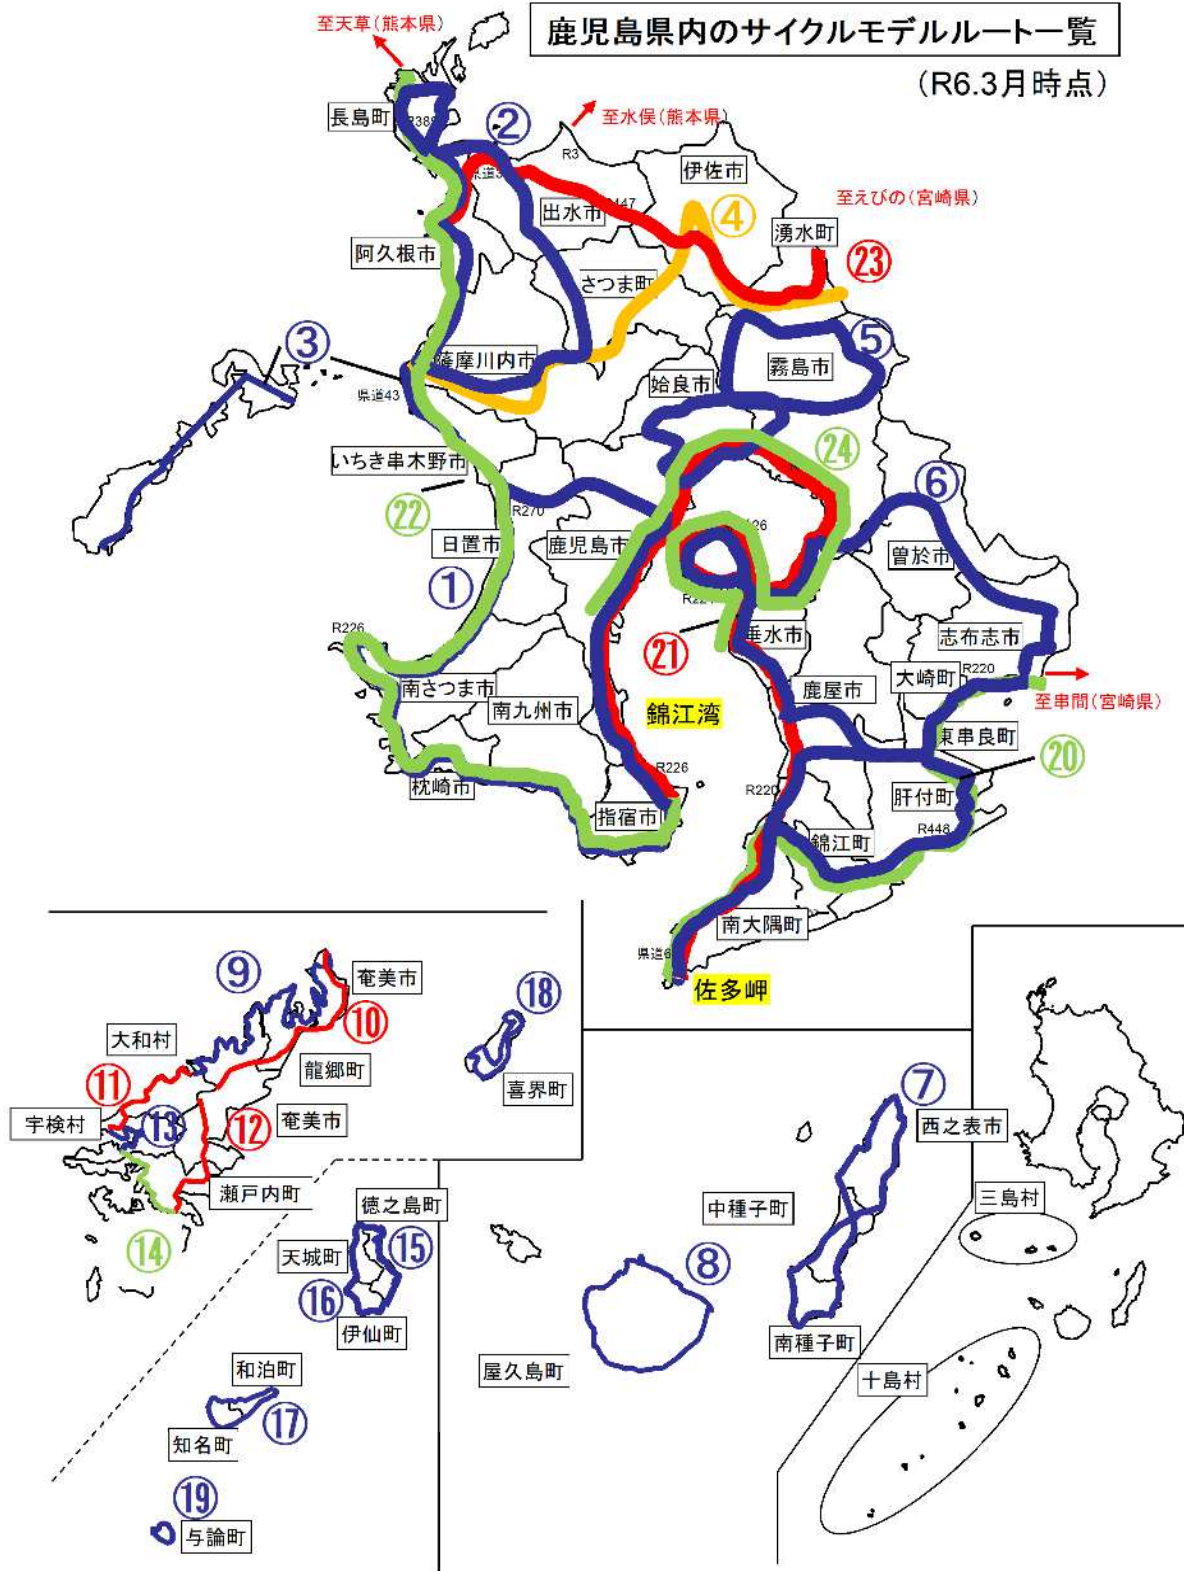 鹿児島県内のサイクルモデルルート一覧
(R6.3月時点)
至天草(熊本県)
長島町
R389
②
至水俣(熊本県)
R3
伊佐市
出水市
④
至えびの(宮崎県)
湧水町
㉓
阿久根市
さつま町
③
薩摩川内市
県道43
姶良市
霧島市
⑤
いちき串木野市
㉒
R270
㉔
⑥
日置市
鹿児島市
曽於市
①
R226
㉑
垂水市
志布志市
大崎町
R220
至串間(宮崎県)
南さつま市
南九州市
錦江湾
鹿屋市
東串良町
⑳
枕崎市
R226
指宿市
R220
肝付町
R448
錦江町
南大隅町
県道6
佐多岬
⑨
奄美市
⑩
大和村
龍郷町
⑪
宇検村
⑬
⑫
奄美市
瀬戸内町
⑭
⑱
喜界町
徳之島町
天城町
⑮
⑯
伊仙町
和泊町
⑰
知名町
⑲
与論町
⑦
西之表市
中種子町
⑧
南種子町
屋久島町
三島村
十島村